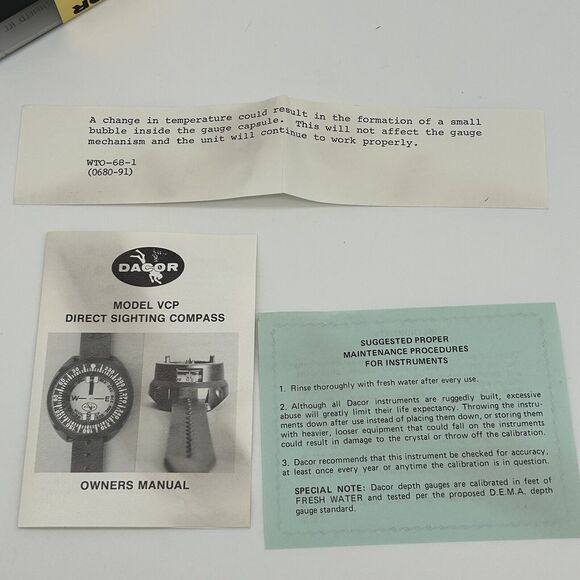 A change in temperature could result in the formation of a small
bubble inside the gauge capsule. This will not affect the gauge
mechanism and the unit will continue to work properly.
WTO-68-1
(0680-91)
DACOR
MODEL VCP
DIRECT SIGHTING COMPASS
W
E
OWNERS MANUAL
SUGGESTED PROPER
MAINTENANCE PROCEDURES
FOR INSTRUMENTS
1. Rinse thoroughly with fresh water after every use.
2. Although all Dacor instruments are ruggedly built, excessive
abuse will greatly limit their life expectancy. Throwing the instru-
ments down after use instead of placing them down, or storing them
with heavier, looser equipment that could fall on the instruments
could result in damage to the crystal or throw off the calibration.
3. Dacor recommends that this instrument be checked for accuracy,
at least once every year or anytime the calibration is in question.
SPECIAL NOTE: Dacor depth gauges are calibrated in feet of
FRESH WATER and tested per the proposed D.E.M.A. depth
gauge standard.